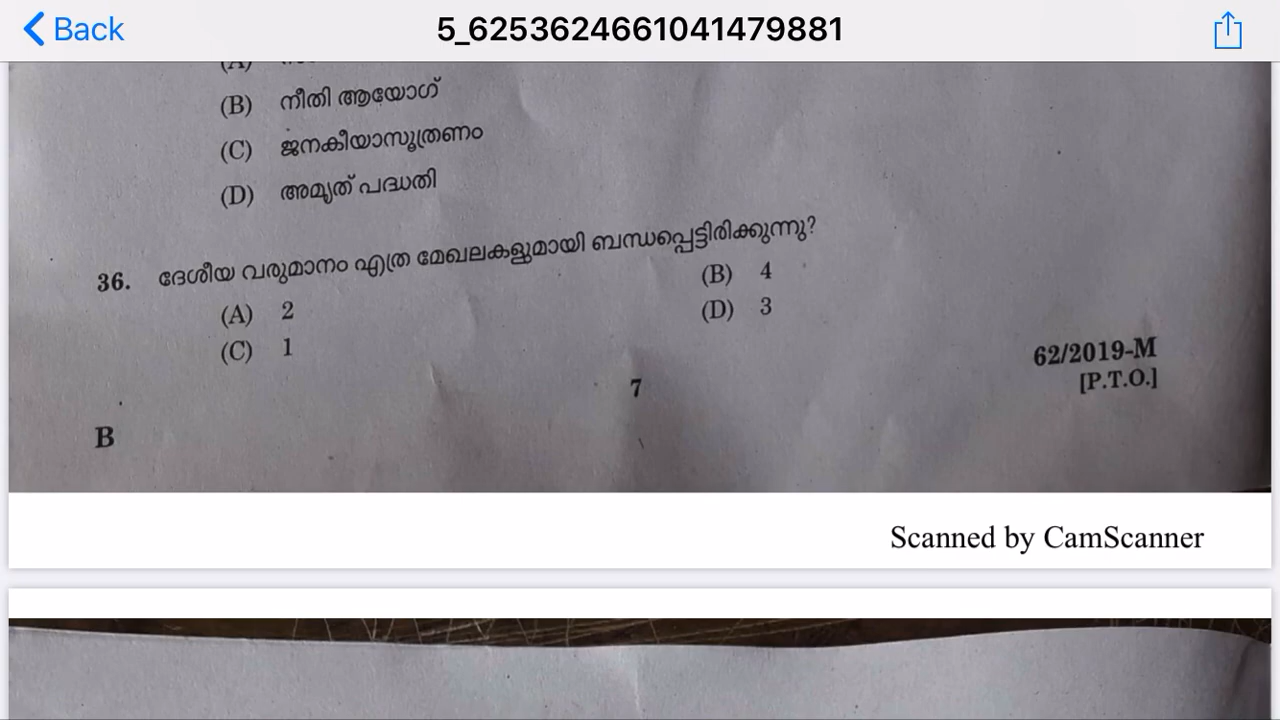 Back
5_6253624661041479881
(A)
(B) നീതി ആയോഗ്
(C) ജനകീയാസൂത്രണം
(D) അമൃത് പദ്ധതി
36. ദേശീയ വരുമാനം എത്ര മേഖലകളുമായി ബന്ധപ്പെട്ടിരിക്കുന്നു?
(A) 2 (B) 4
(C) 1 (D) 3
62/2019-M
7 [P.T.O.]
B
Scanned by CamScanner